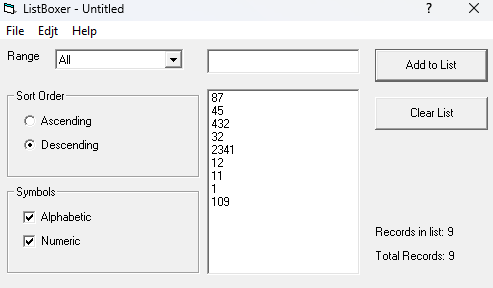 ListBoxer - Untitled
File Edjt Help
Range All Add to List
Sort Order
Ascending
Descending
Clear List
87
45
432
32
2341
12
11
1
109
Symbols
Alphabetic
Numeric
Records in list: 9
Total Records: 9